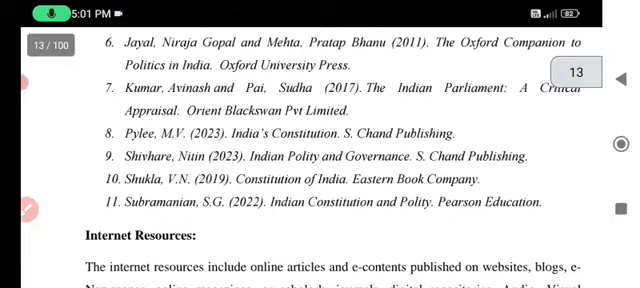 5:01 PM
82
13 / 100
13
6. Jayal, Niraja Gopal and Mehta, Pratap Bhanu (2011). The Oxford Companion to
Politics in India. Oxford University Press.
7. Kumar, Avinash and Pai, Sudha (2017). The Indian Parliament: A Critical
Appraisal. Orient Blackswan Pvt Limited.
8. Pylee, M.V. (2023). India's Constitution. S. Chand Publishing.
9. Shivhare, Nitin (2023). Indian Polity and Governance. S. Chand Publishing.
10. Shukla, V.N. (2019). Constitution of India. Eastern Book Company.
11. Subramanian, S.G. (2022). Indian Constitution and Polity. Pearson Education.
Internet Resources:
The internet resources include online articles and e-contents published on websites, blogs, e-